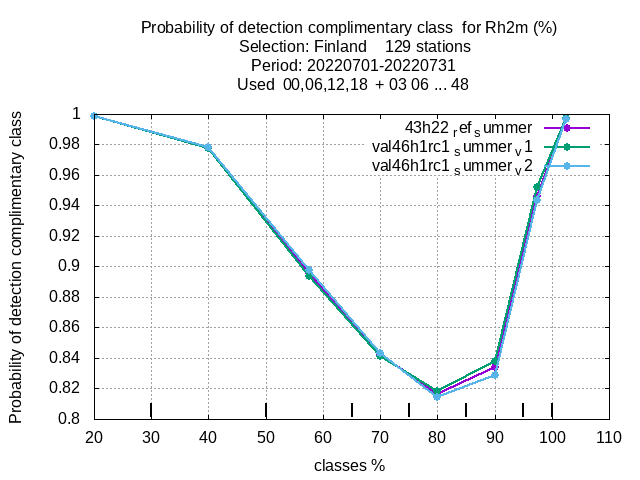 Probability of detection complimentary class  for Rh2m (%)
Selection: Finland    129 stations
Period: 20220701-20220731
Used  00,06,12,18  + 03 06 ... 48
Probability of detection complimentary class
1
0.98
0.96
0.94
0.92
0.9
0.88
0.86
0.84
0.82
0.8
43h22_ref_summer
val46h1rc1_summer_v1
val46h1rc1_summer_v2
20 30 40 50 60 70 80 90 100 110
classes %